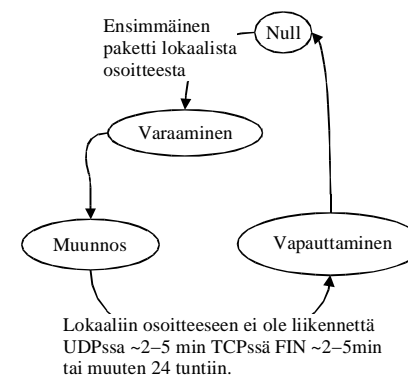 Ensimmäinen
paketti lokaalista
osoitteesta
Null
Varaaminen
Muunnos
Vapauttaminen
Lokaaliin osoitteeseen ei ole liikennettä
UDPssa ~2–5 min TCPssä FIN ~2–5min
tai muuten 24 tuntiin.